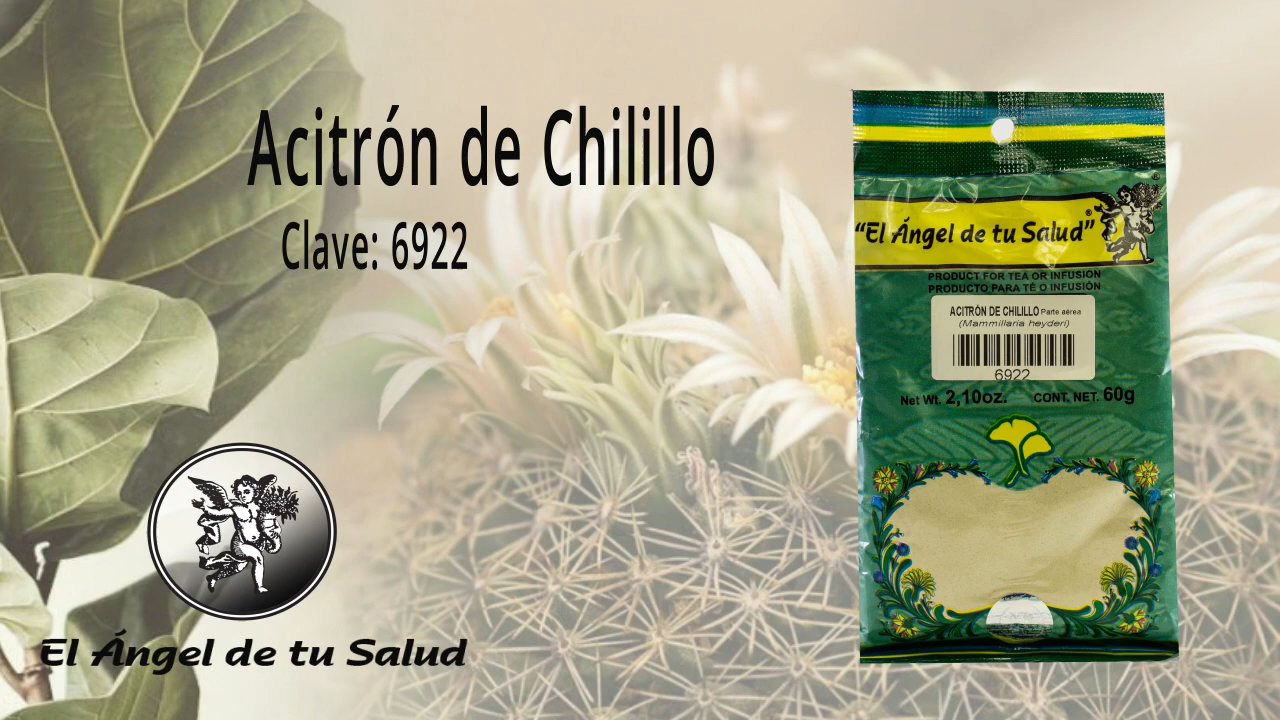 Acitrón de Chilillo
Clave: 6922
El Ángel de tu Salud
“El Ángel de tu Salud”®
PRODUCT FOR TEA OR INFUSION
PRODUCTO PARA TÉ O INFUSIÓN
ACITRÓN DE CHILILLO Parte aérea
(Mammillaria heyderi)
6922
Net Wt. 2,10oz. CONT. NET. 60g